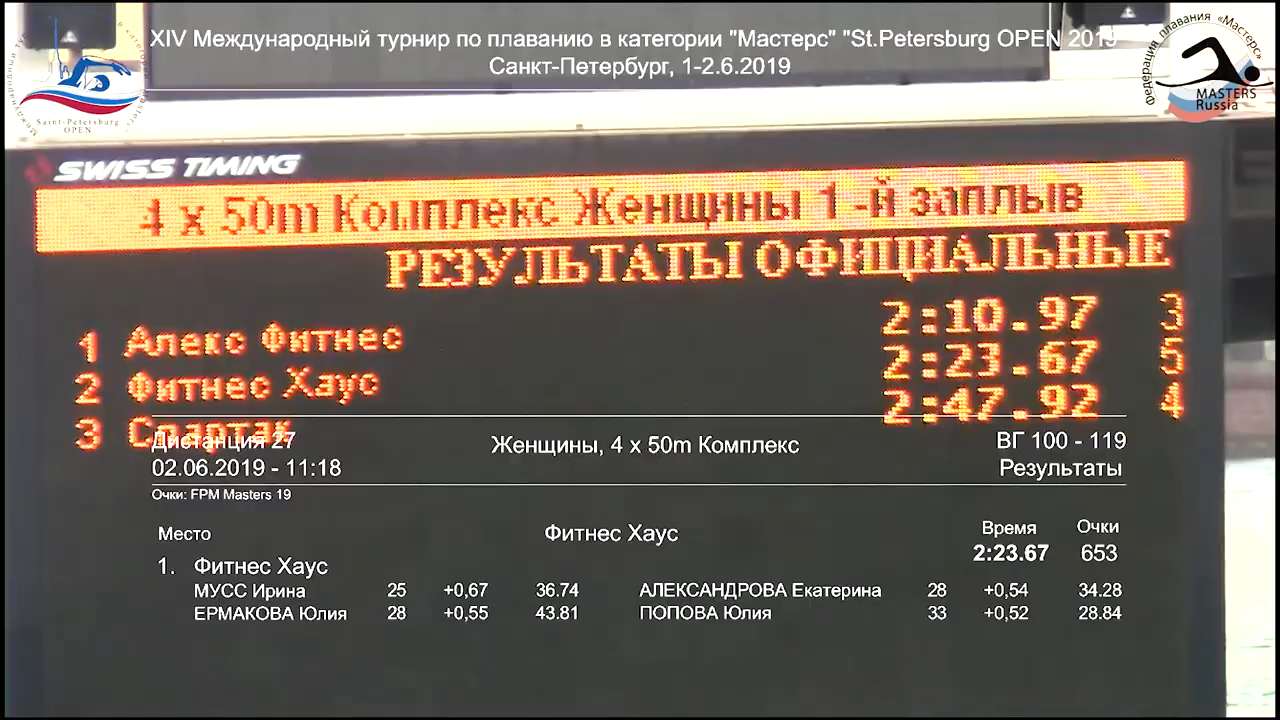 XIV Международный турнир по плаванию в категории "Мастерс" "St.Petersburg OPEN 2019
Санкт-Петербург, 1-2.6.2019
Saint-Petersburg
OPEN
Федерация плавания «Мастерс»
MASTERS
Russia
SWISS TIMING
4 x 50m Комплекс Женщины 1 -й заплыв
РЕЗУЛЬТАТЫ ОФИЦИАЛЬНЫЕ
1 Алекс Фитнес 2:10.97 3
2 Фитнес Хаус 2:23.67 5
3 Спартак 2:47.92 4
Дистанция 27 Женщины, 4 x 50m Комплекс ВГ 100 - 119
02.06.2019 - 11:18 Результаты
Очки: FPM Masters 19
Место Фитнес Хаус Время Очки
2:23.67 653
1. Фитнес Хаус
МУСС Ирина 25 +0,67 36.74 АЛЕКСАНДРОВА Екатерина 28 +0,54 34.28
ЕРМАКОВА Юлия 28 +0,55 43.81 ПОПОВА Юлия 33 +0,52 28.84